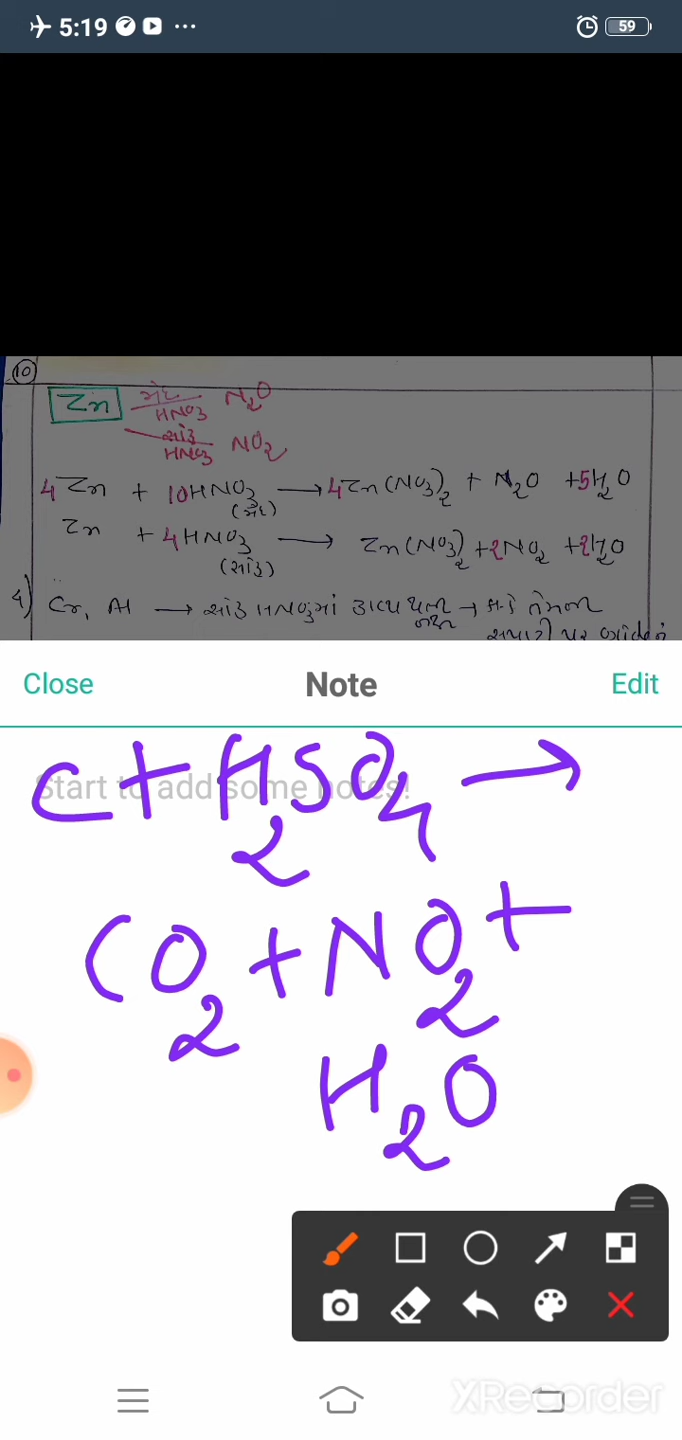 5:19 ...
59
10
Zn મંદ HNO3 N2O
સાંદ્ર HNO3 NO2
4Zn + 10HNO3 → 4Zn(NO3)2 + N2O + 5H2O
(મંદ)
Zn + 4HNO3 → Zn(NO3)2 + 2NO2 + 2H2O
(સાંદ્ર)
4) Cr, Al → સાંદ્ર HNO3માં
Close Note Edit
Start to add some notes!
C + H2SO4 →
CO2 + NO2 +
H2O
XRecorder